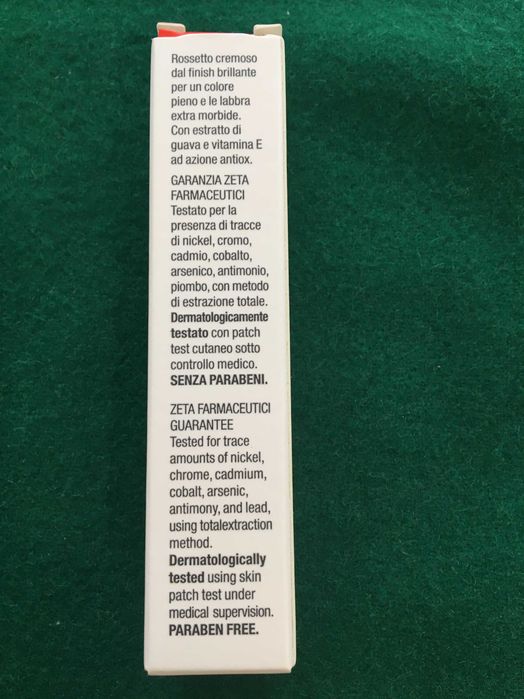 Rossetto cremoso
dal finish brillante
per un colore
pieno e le labbra
extra morbide.
Con estratto di
guava e vitamina E
ad azione antiox.
GARANZIA ZETA
FARMACEUTICI
Testato per la
presenza di tracce
di nickel, cromo,
cadmio, cobalto,
arsenico, antimonio,
piombo, con metodo
di estrazione totale.
Dermatologicamente
testato con patch
test cutaneo sotto
controllo medico.
SENZA PARABENI.
ZETA FARMACEUTICI
GUARANTEE
Tested for trace
amounts of nickel,
chrome, cadmium,
cobalt, arsenic,
antimony, and lead,
using totalextraction
method.
Dermatologically
tested using skin
patch test under
medical supervision.
PARABEN FREE.